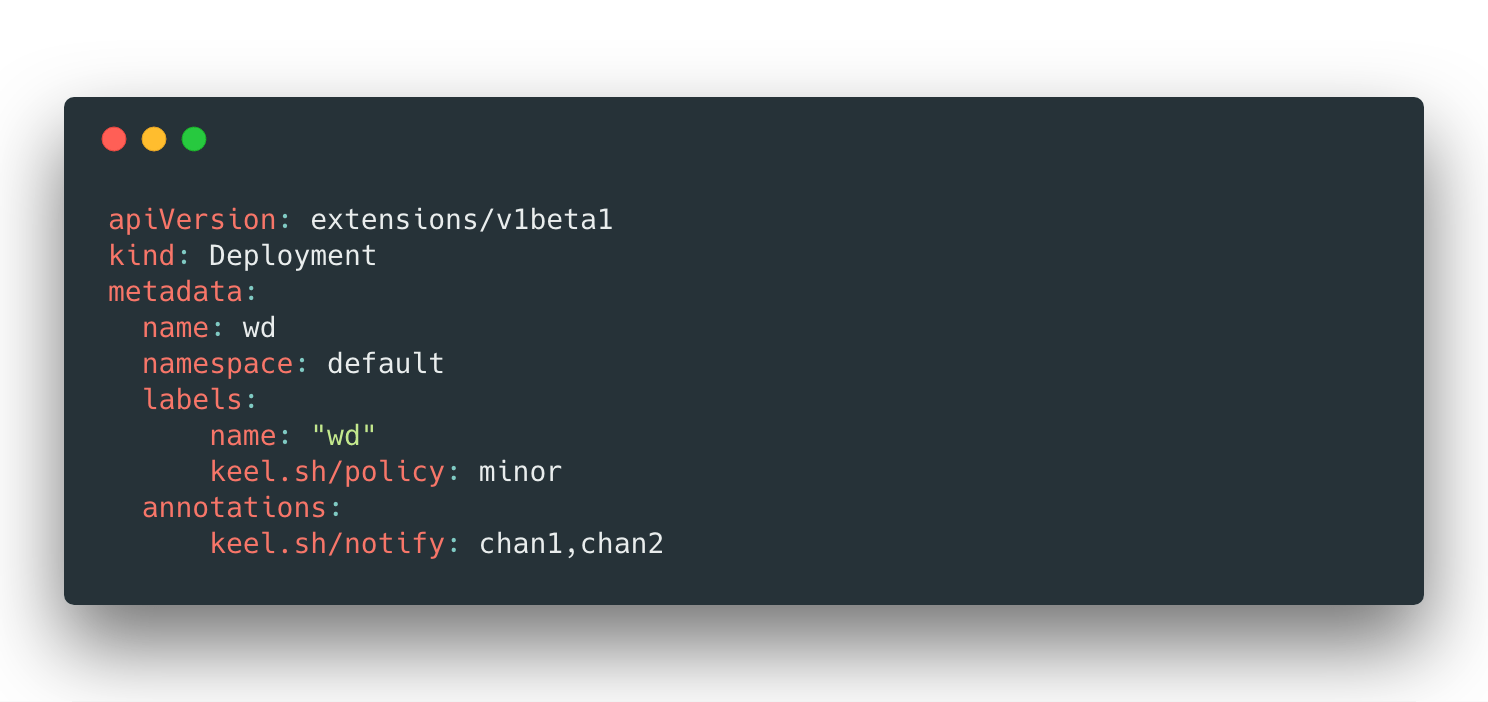 apiVersion: extensions/v1beta1
kind: Deployment
metadata:
  name: wd
  namespace: default
  labels:
      name: "wd"
      keel.sh/policy: minor
  annotations:
      keel.sh/notify: chan1,chan2